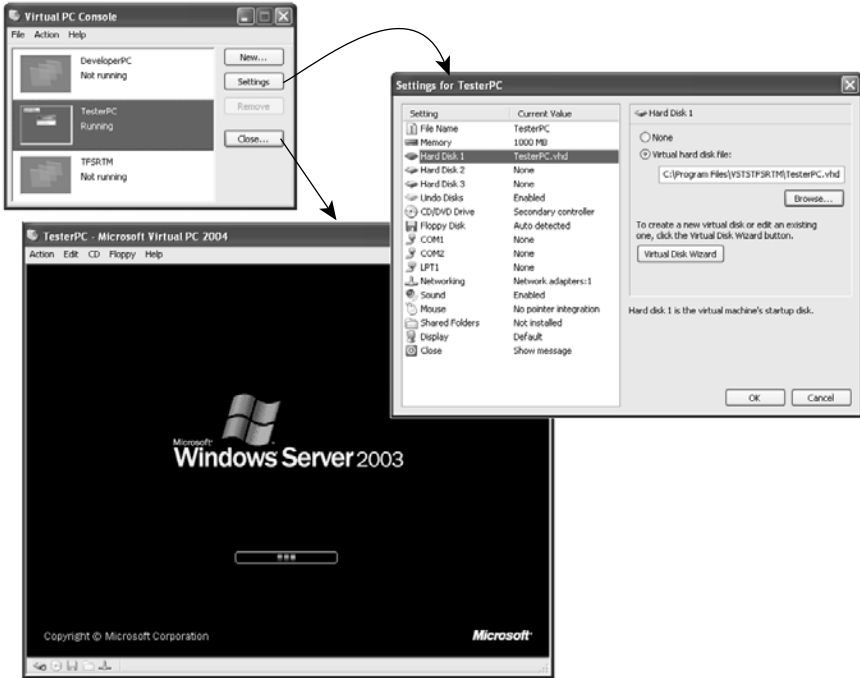 Virtual PC Console
File Action Help
DeveloperPC
Not running
TesterPC
Running
TFSRTM
Not running
New...
Settings
Remove
Close...
Settings for TesterPC
Setting Current Value
File Name TesterPC
Memory 1000 MB
Hard Disk 1 TesterPC.vhd
Hard Disk 2 None
Hard Disk 3 None
Undo Disks Enabled
CD/DVD Drive Secondary controller
Floppy Disk Auto detected
COM1 None
COM2 None
LPT1 None
Networking Network adapters:1
Sound Enabled
Mouse No pointer integration
Shared Folders Not installed
Display Default
Close Show message
Hard Disk 1
None
Virtual hard disk file:
C:\Program Files\VSTSTFSRTM\TesterPC.vhd
Browse...
To create a new virtual disk or edit an existing
one, click the Virtual Disk Wizard button.
Virtual Disk Wizard
Hard disk 1 is the virtual machine's startup disk.
OK Cancel
TesterPC - Microsoft Virtual PC 2004
Action Edit CD Floppy Help
Microsoft
Windows Server 2003
Copyright © Microsoft Corporation
Microsoft